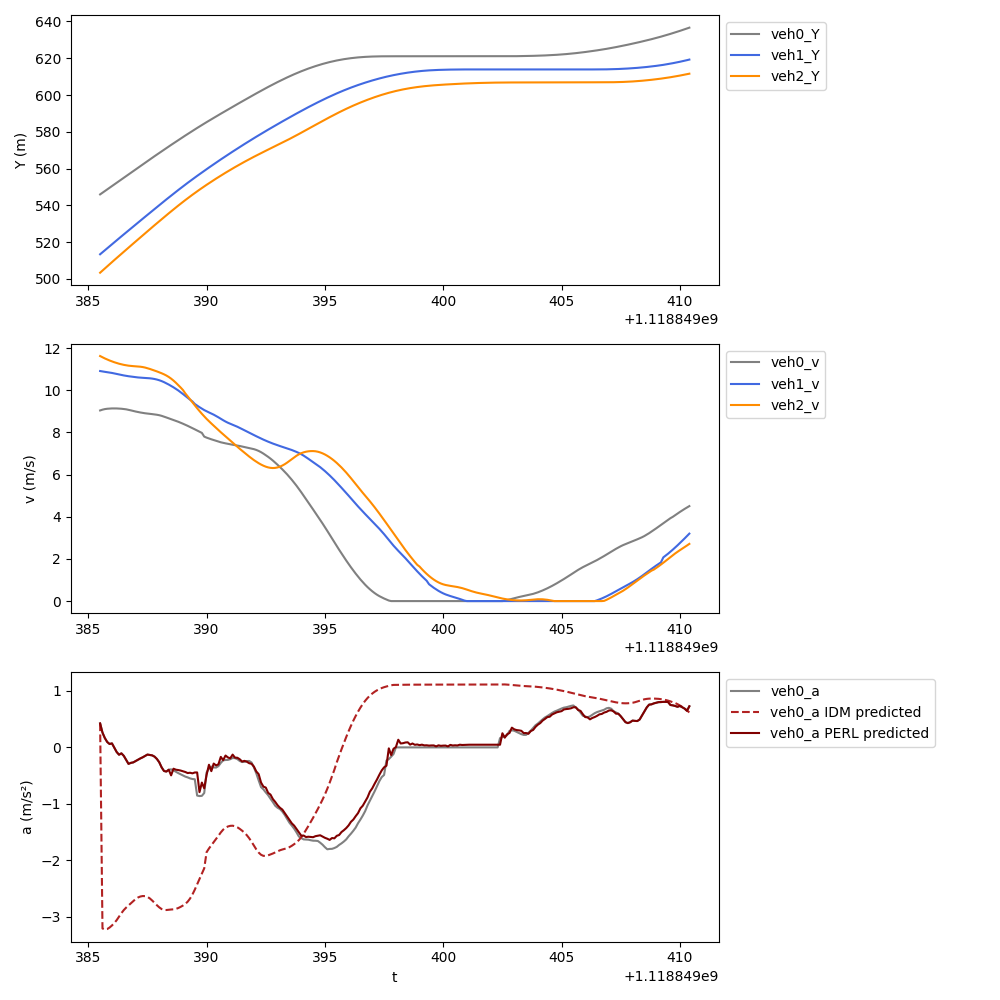 640
620
600
580
560
540
520
500
Y (m)
385
390
395
400
405
410
+1.118849e9
veh0_Y
veh1_Y
veh2_Y
12
10
8
6
4
2
0
v (m/s)
385
390
395
400
405
410
+1.118849e9
veh0_v
veh1_v
veh2_v
1
0
−1
−2
−3
a (m/s²)
385
390
395
400
405
410
t
+1.118849e9
veh0_a
veh0_a IDM predicted
veh0_a PERL predicted